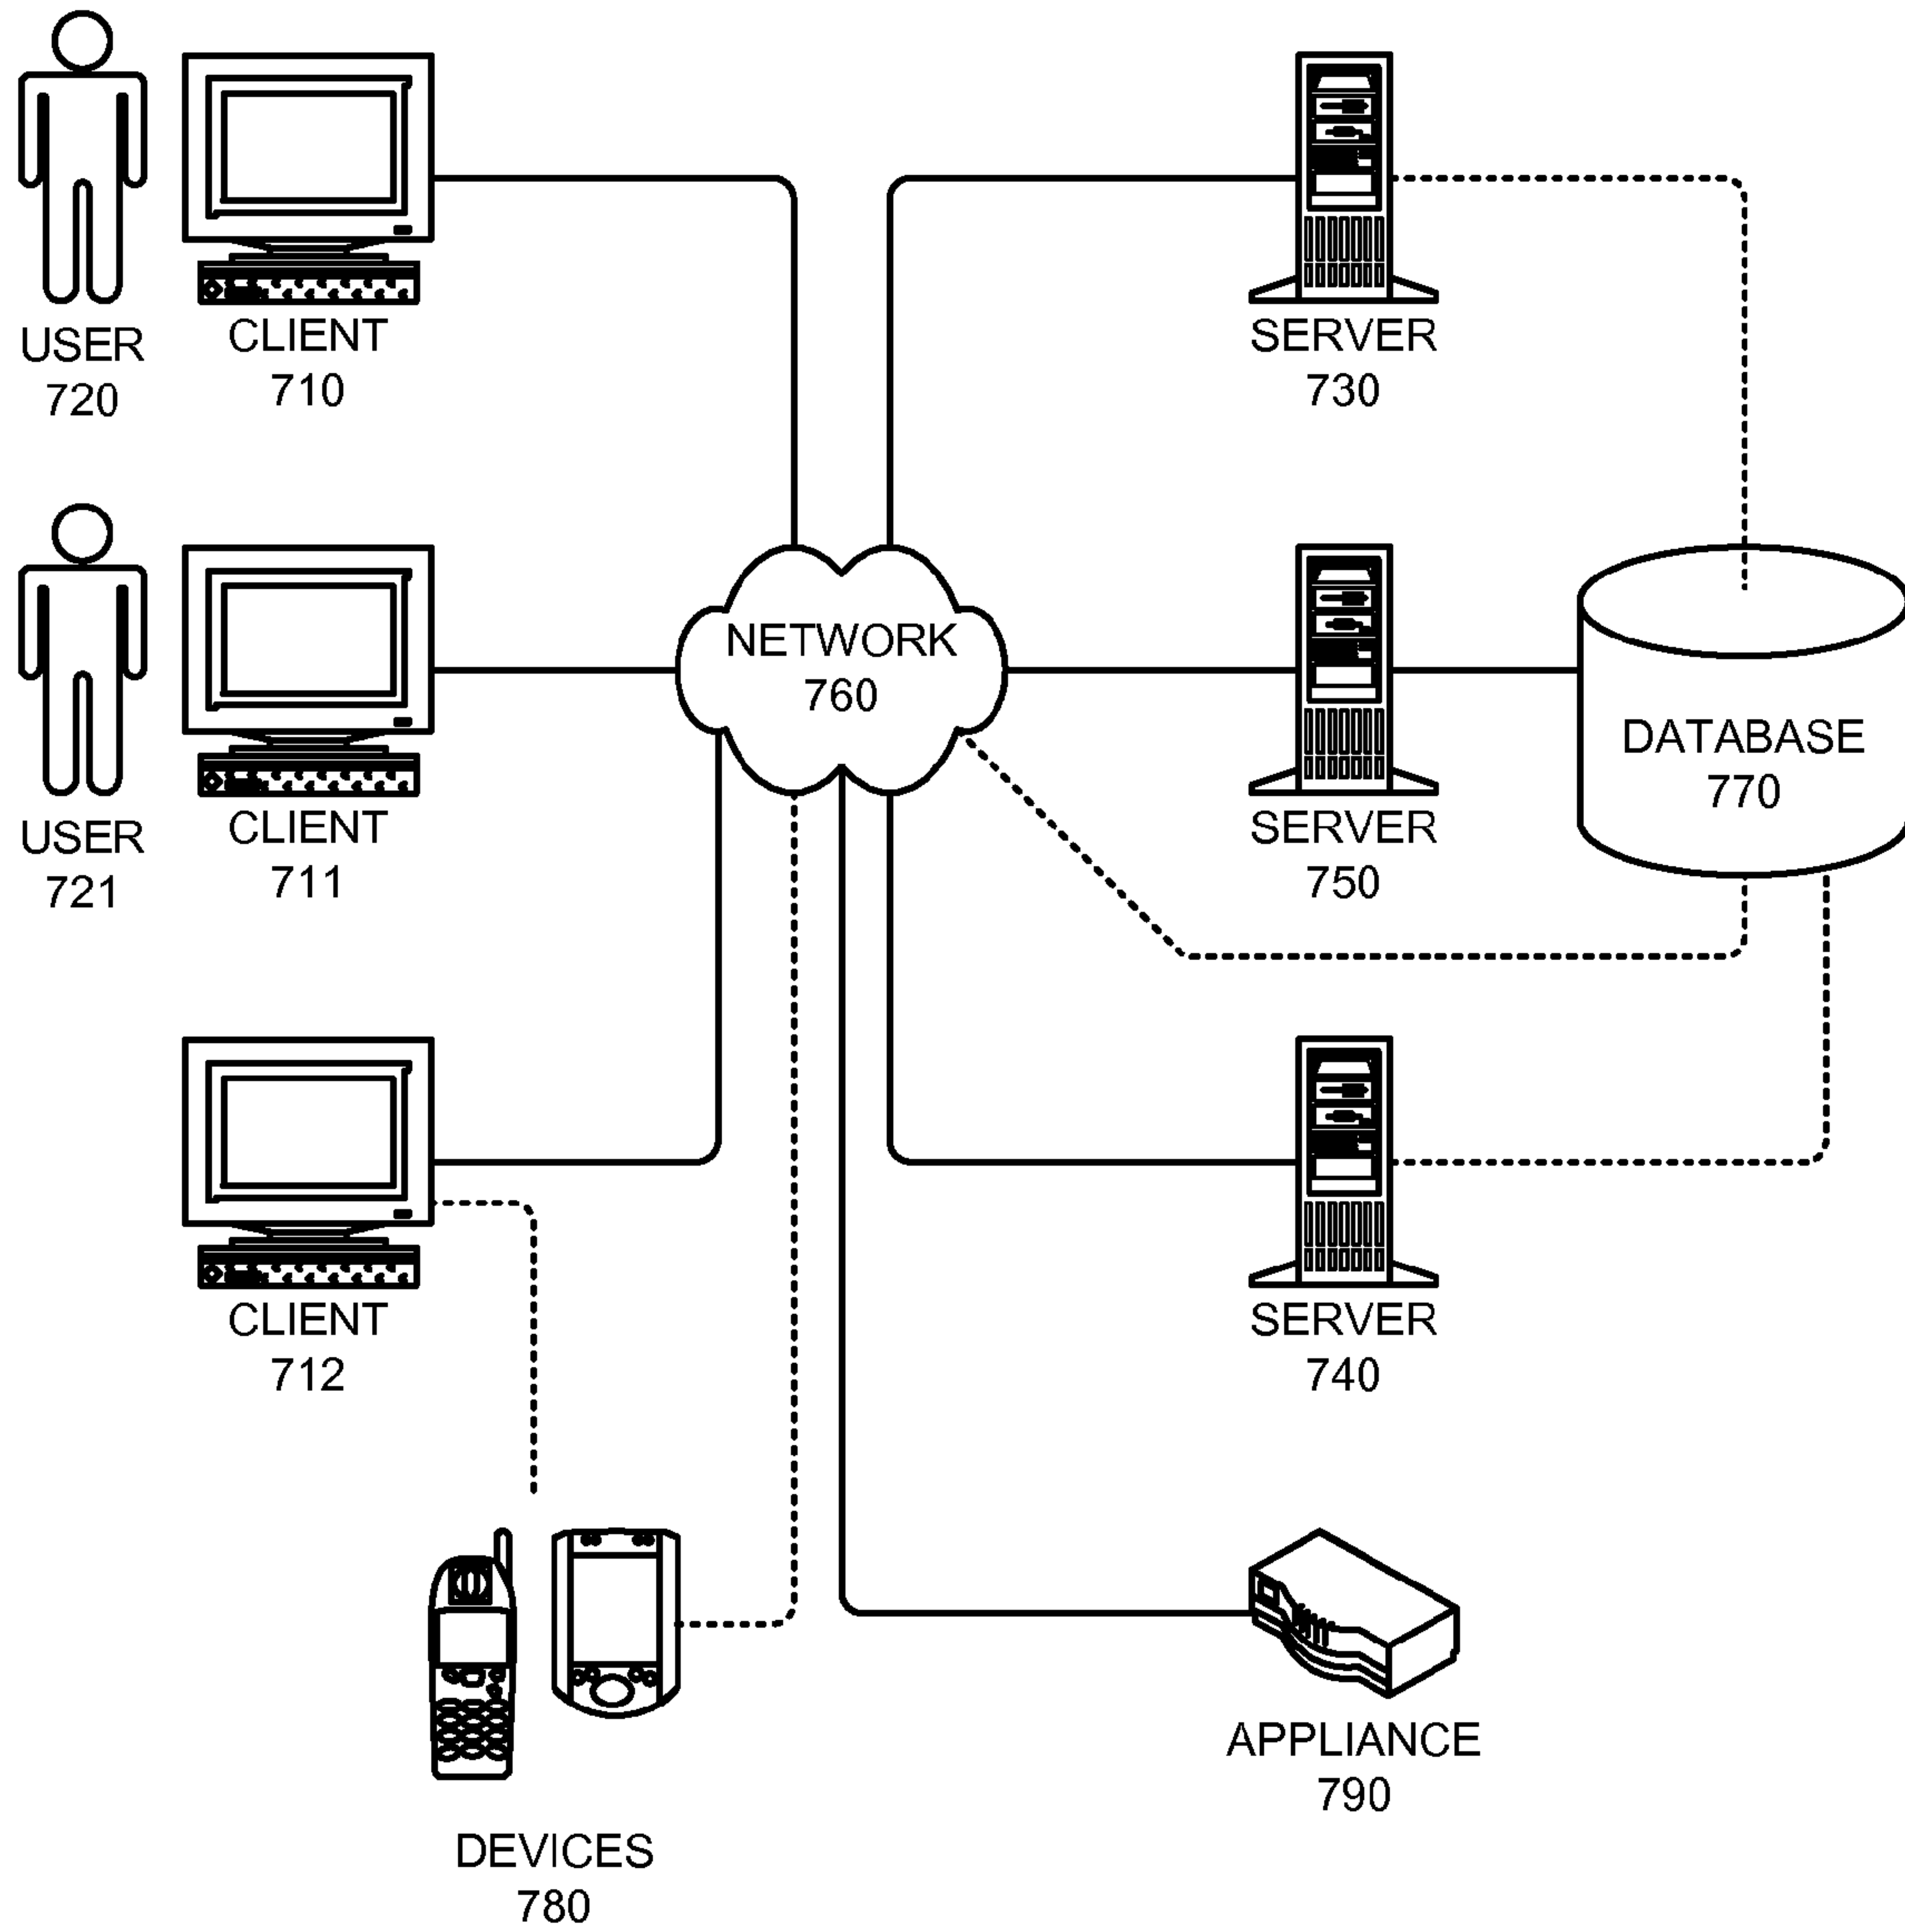 USER
720
CLIENT
710
SERVER
730
NETWORK
760
DATABASE
770
USER
721
CLIENT
711
SERVER
750
CLIENT
712
SERVER
740
APPLIANCE
790
DEVICES
780